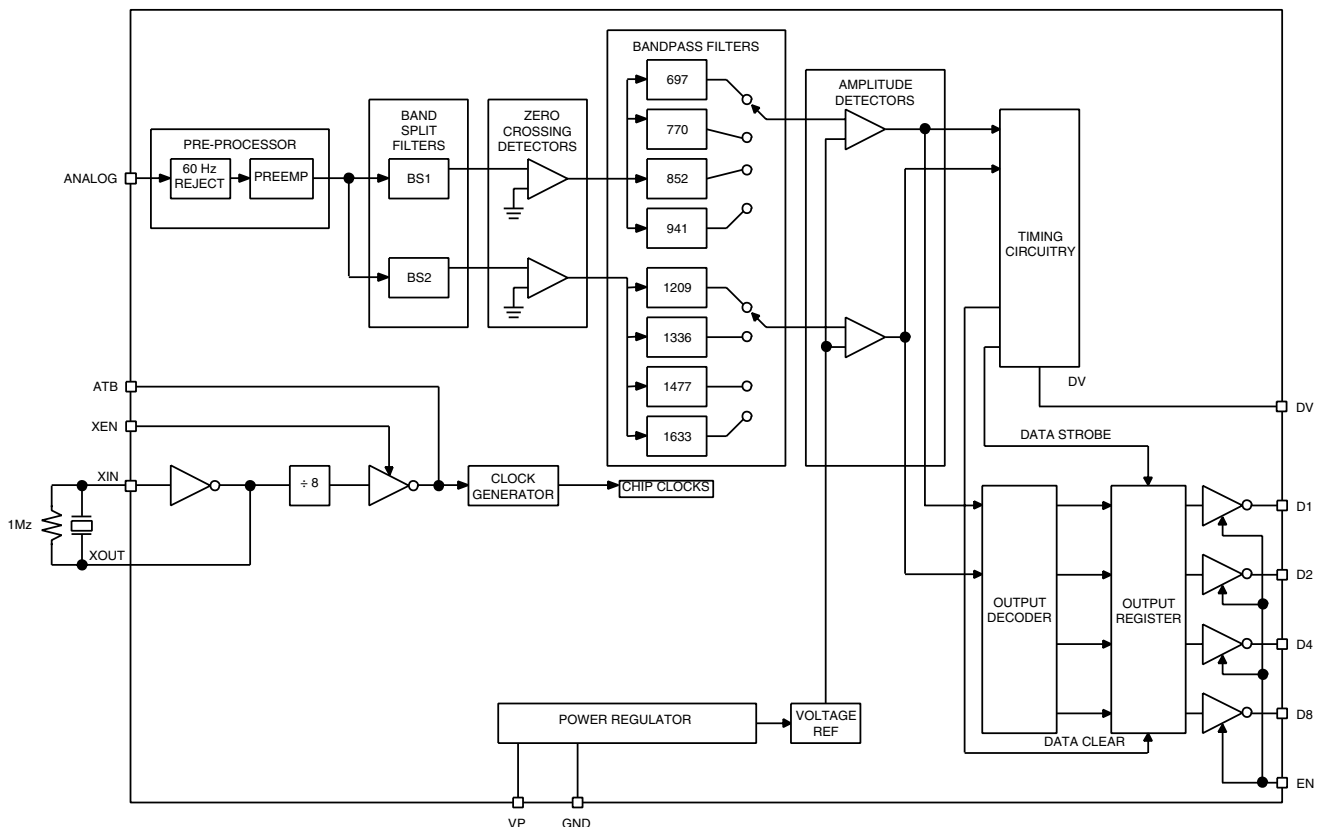 BANDPASS FILTERS
697
770
852
941
1209
1336
1477
1633
AMPLITUDE
DETECTORS
BAND
SPLIT
FILTERS
BS1
BS2
ZERO
CROSSING
DETECTORS
PRE-PROCESSOR
60 Hz
REJECT
PREEMP
ANALOG
TIMING
CIRCUITRY
DV
DV
ATB
XEN
XIN
XOUT
1Mz
÷ 8
CLOCK
GENERATOR
CHIP CLOCKS
DATA STROBE
OUTPUT
DECODER
OUTPUT
REGISTER
DATA CLEAR
D1
D2
D4
D8
EN
POWER REGULATOR
VOLTAGE
REF
VP
GND